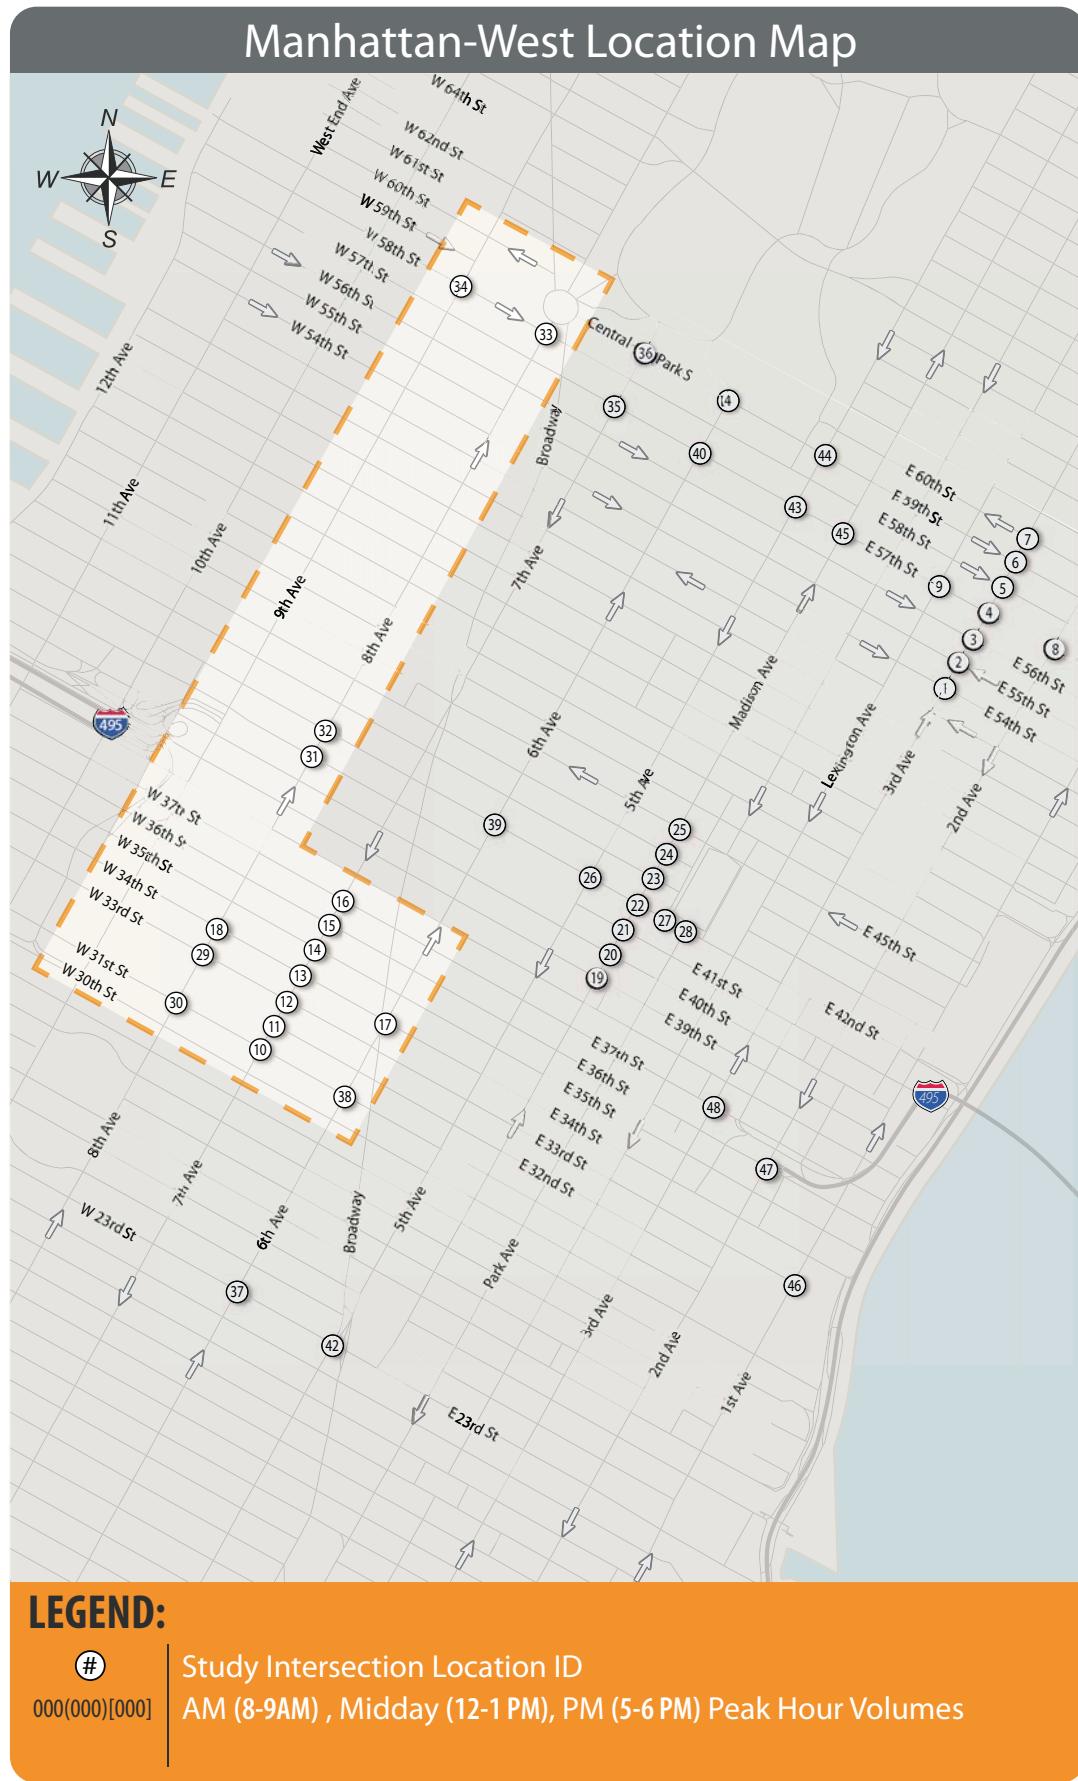 Manhattan-West Location Map
N
W
E
S
West End Ave
W 64th St
W 62nd St
W 61st St
W 60th St
W 59th St
W 58th St
W 57th St
W 56th St
W 55th St
W 54th St
12th Ave
11th Ave
10th Ave
9th Ave
8th Ave
34
33
Central Park S
36
35
14
40
44
43
45
Broadway
7th Ave
E 60th St
E 59th St
E 58th St
E 57th St
7
6
5
9
4
3
2
1
8
E 56th St
E 55th St
E 54th St
6th Ave
5th Ave
Madison Ave
Lexington Ave
3rd Ave
2nd Ave
495
32
31
39
W 37th St
W 36th St
W 35th St
W 34th St
W 33rd St
W 31st St
W 30th St
18
29
30
16
15
14
13
12
11
10
17
38
25
24
23
26
22
27
28
21
20
19
E 45th St
E 42nd St
E 41st St
E 40th St
E 39th St
E 37th St
E 36th St
E 35th St
E 34th St
E 33rd St
E 32nd St
48
495
47
46
8th Ave
7th Ave
6th Ave
Broadway
5th Ave
Park Ave
3rd Ave
2nd Ave
1st Ave
W 23rd St
37
42
E 23rd St
LEGEND:
# Study Intersection Location ID
000(000)[000] AM (8-9AM) , Midday (12-1 PM), PM (5-6 PM) Peak Hour Volumes